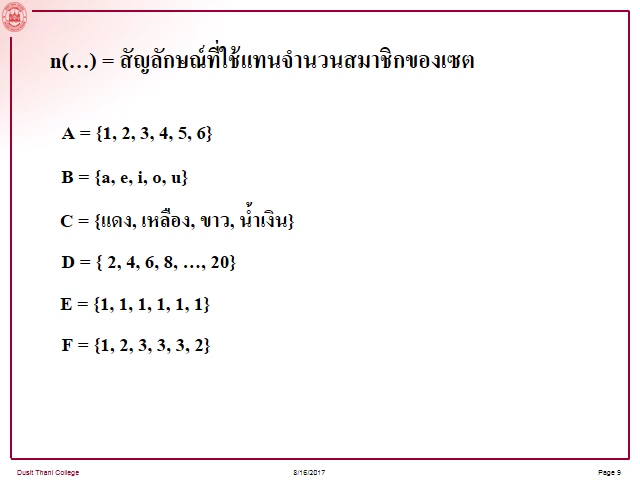 n(…) = สัญลักษณ์ที่ใช้แทนจำนวนสมาชิกของเซต
A = {1, 2, 3, 4, 5, 6}
B = {a, e, i, o, u}
C = {แดง, เหลือง, ขาว, น้ำเงิน}
D = { 2, 4, 6, 8, …, 20}
E = {1, 1, 1, 1, 1, 1}
F = {1, 2, 3, 3, 3, 2}
Dusit Thani College 8/16/2017 Page 9